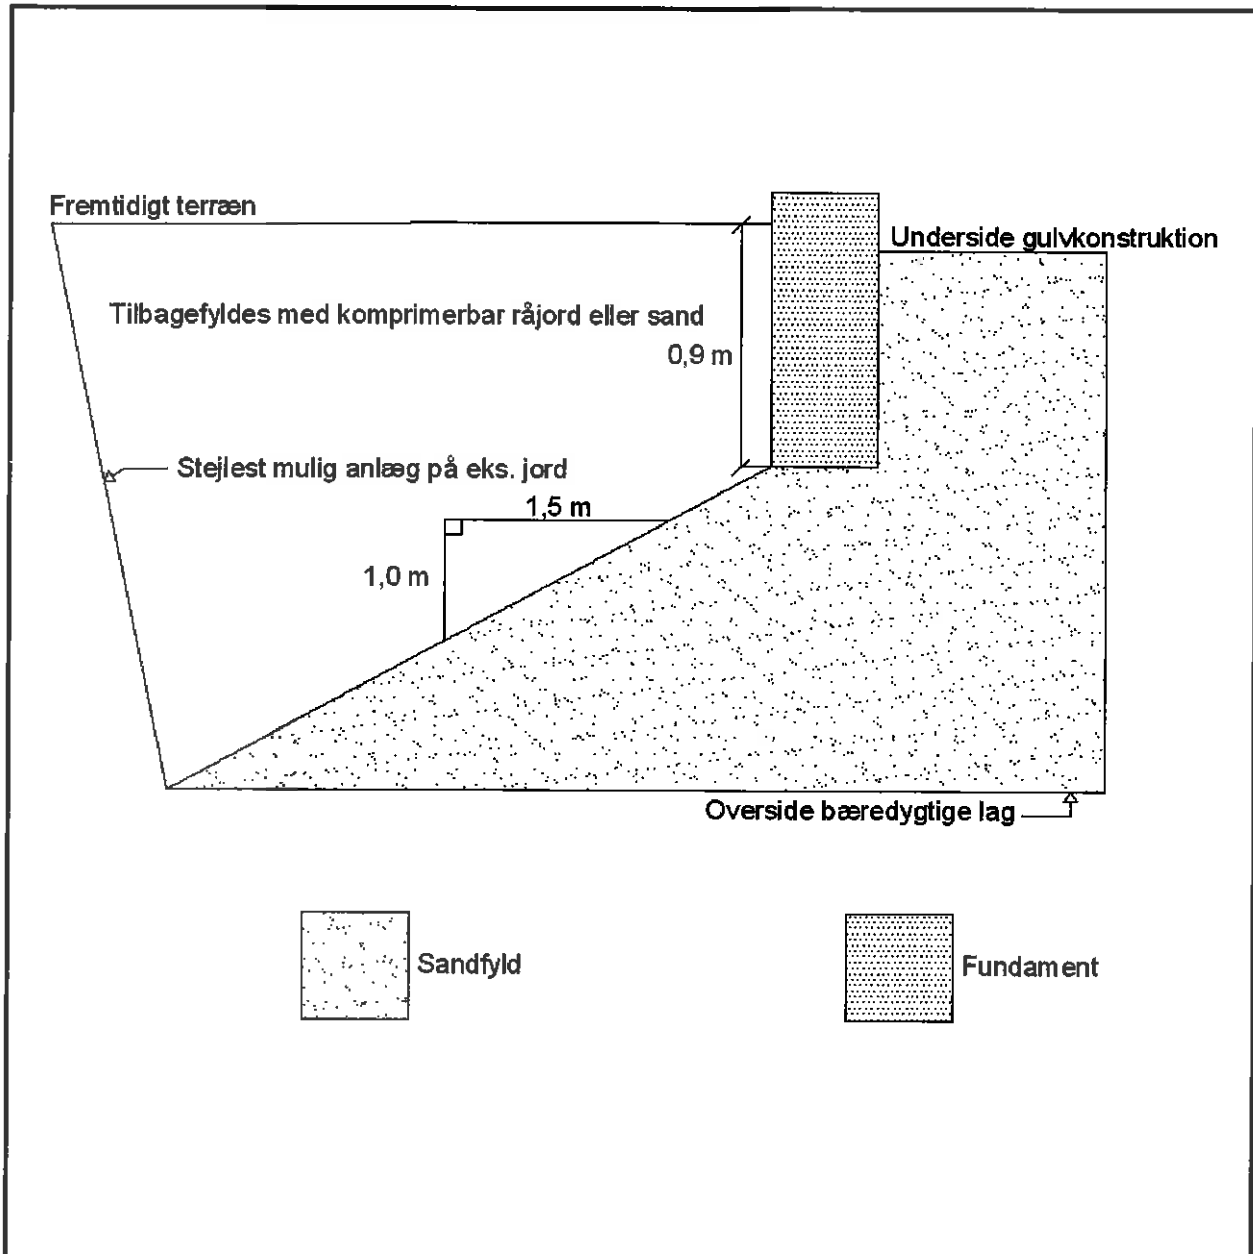 Fremtidigt terræn
Underside gulvkonstruktion
Tilbagefyldes med komprimerbar råjord eller sand
0,9 m
Stejlest mulig anlæg på eks. jord
1,5 m
1,0 m
Overside bæredygtige lag
Sandfyld
Fundament